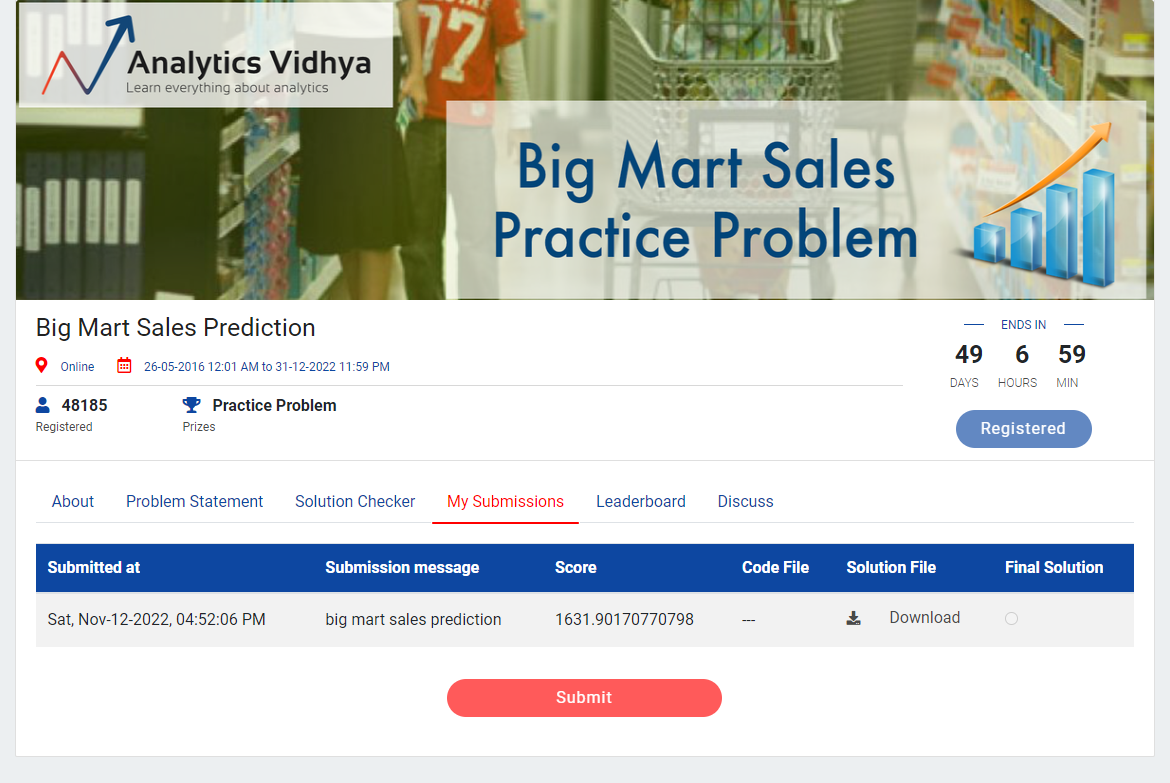 Analytics Vidhya
Learn everything about analytics
77
Big Mart Sales
Practice Problem
Big Mart Sales Prediction
Online 26-05-2016 12:01 AM to 31-12-2022 11:59 PM
48185 Practice Problem
Registered Prizes
ENDS IN
49 6 59
DAYS HOURS MIN
Registered
About Problem Statement Solution Checker My Submissions Leaderboard Discuss
Submitted at Submission message Score Code File Solution File Final Solution
Sat, Nov-12-2022, 04:52:06 PM big mart sales prediction 1631.90170770798 --- Download
Submit